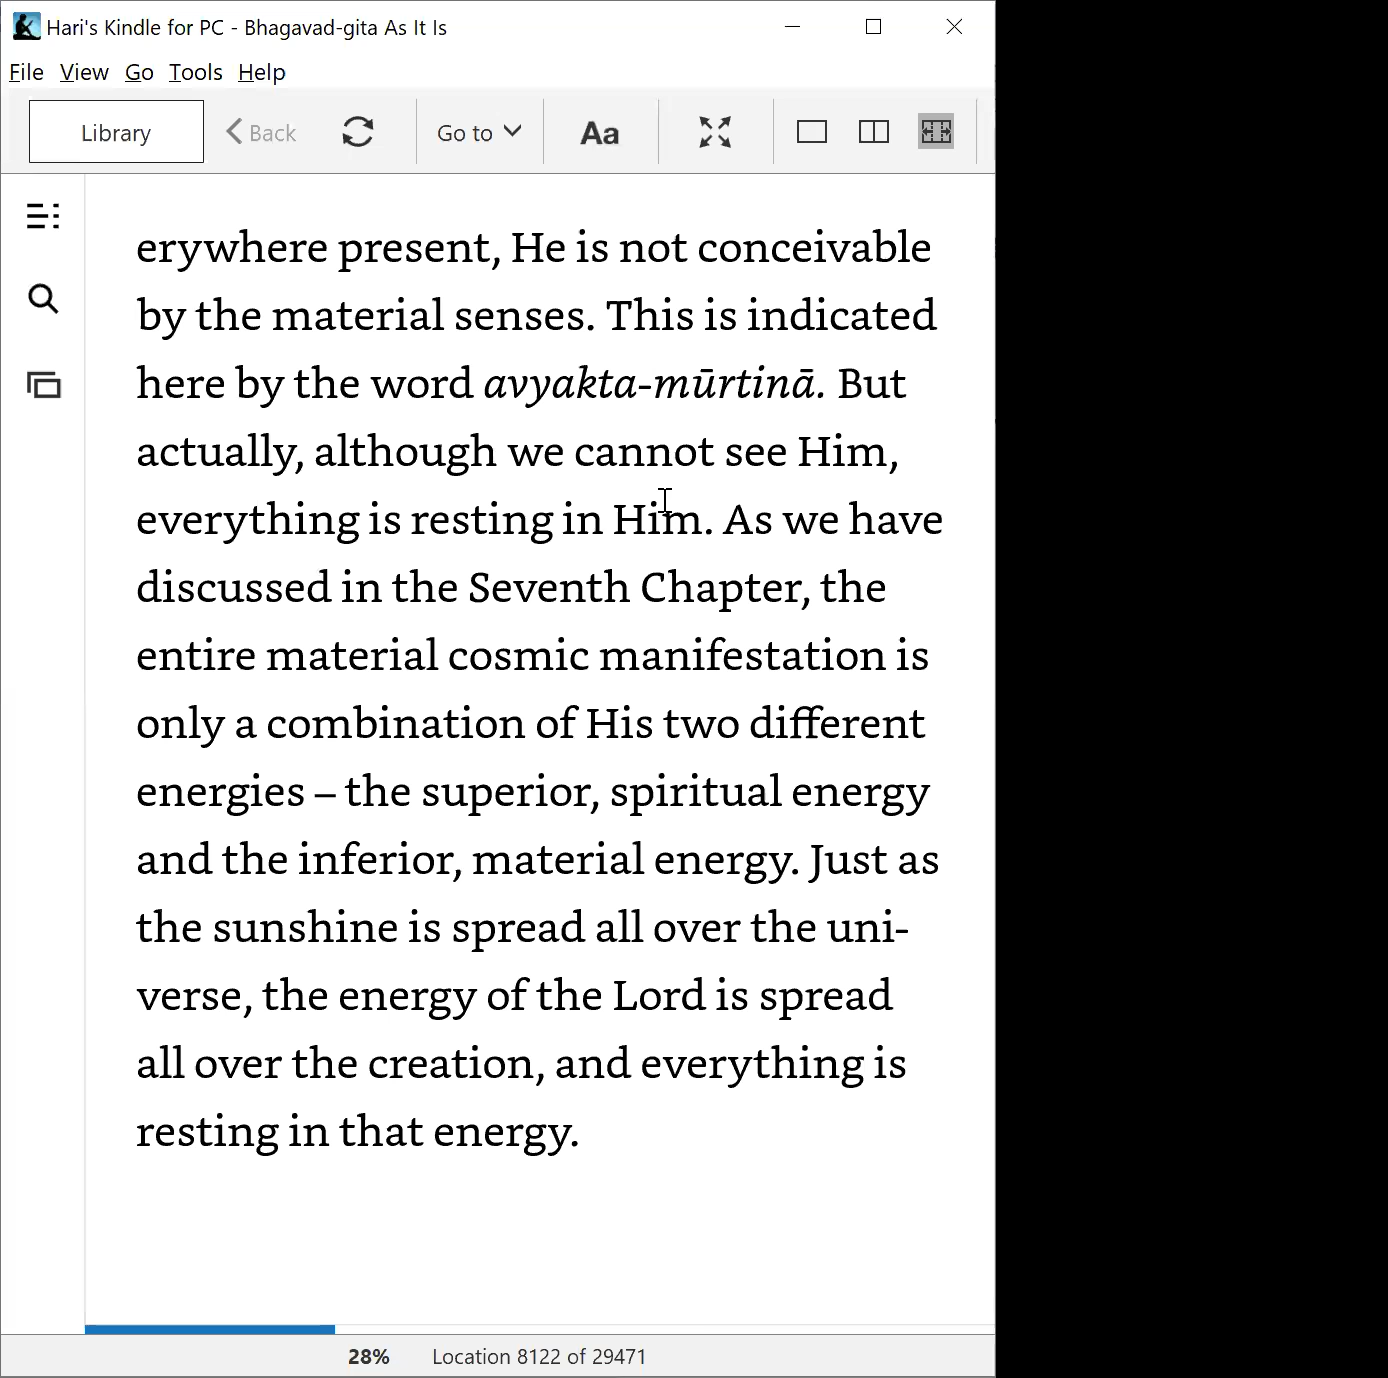 Hari's Kindle for PC - Bhagavad-gita As It Is
File View Go Tools Help
Library Back Go to Aa
erywhere present, He is not conceivable
by the material senses. This is indicated
here by the word avyakta-mūrtinā. But
actually, although we cannot see Him,
everything is resting in Him. As we have
discussed in the Seventh Chapter, the
entire material cosmic manifestation is
only a combination of His two different
energies – the superior, spiritual energy
and the inferior, material energy. Just as
the sunshine is spread all over the uni-
verse, the energy of the Lord is spread
all over the creation, and everything is
resting in that energy.
28% Location 8122 of 29471